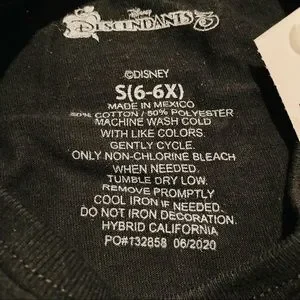 Disney
DESCENDANTS 3
©DISNEY
S(6-6X)
MADE IN MEXICO
50% COTTON / 50% POLYESTER
MACHINE WASH COLD
WITH LIKE COLORS.
GENTLY CYCLE.
ONLY NON-CHLORINE BLEACH
WHEN NEEDED.
TUMBLE DRY LOW.
REMOVE PROMPTLY
COOL IRON IF NEEDED.
DO NOT IRON DECORATION.
HYBRID CALIFORNIA
PO#132858 06/2020